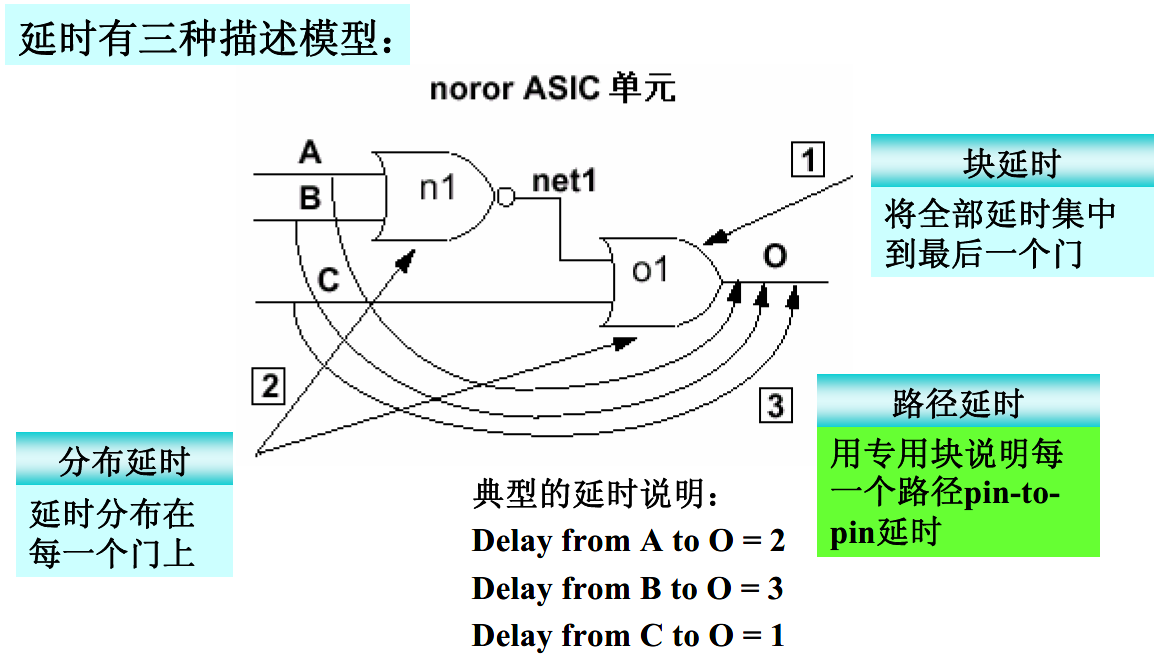 延时有三种描述模型：
noror ASIC 单元
A
B
n1
net1
1
块延时
将全部延时集中
到最后一个门
C
o1
O
2
3
路径延时
用专用块说明每
一个路径pin-to-
pin延时
分布延时
延时分布在
每一个门上
典型的延时说明：
Delay from A to O = 2
Delay from B to O = 3
Delay from C to O = 1